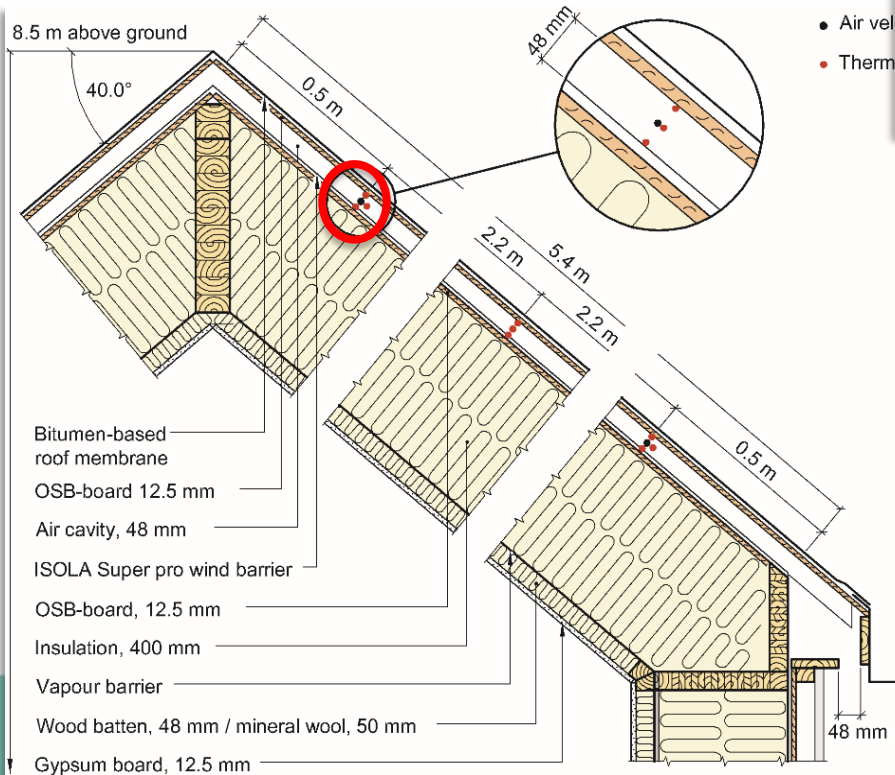 8.5 m above ground
40.0°
0.5 m
48 mm
Air vel
Therm
2.2 m
5.4 m
2.2 m
0.5 m
Bitumen-based
roof membrane
OSB-board 12.5 mm
Air cavity, 48 mm
ISOLA Super pro wind barrier
OSB-board, 12.5 mm
Insulation, 400 mm
Vapour barrier
Wood batten, 48 mm / mineral wool, 50 mm
48 mm
Gypsum board, 12.5 mm